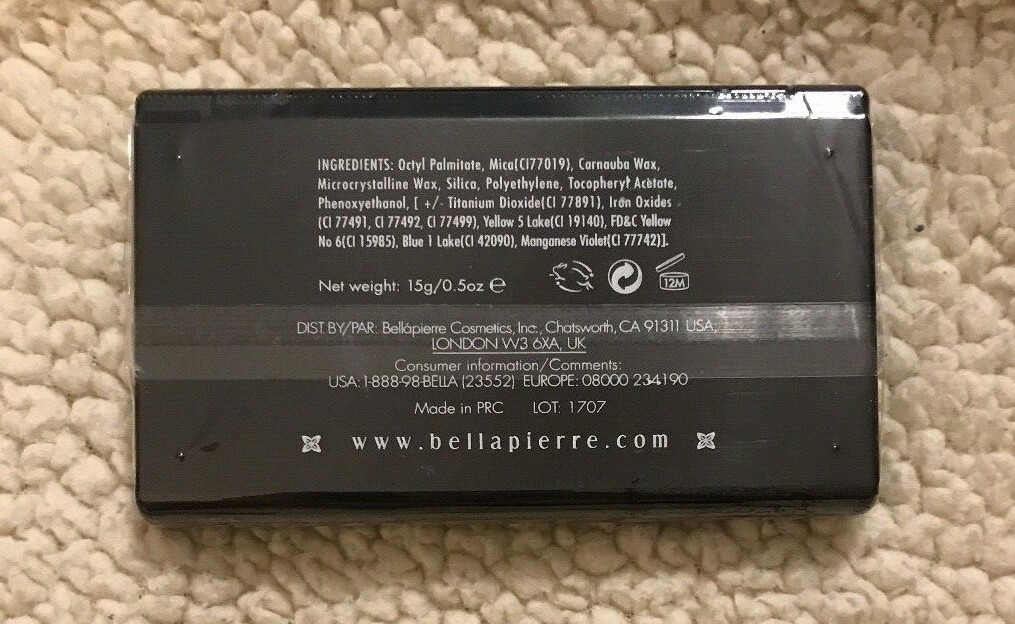 INGREDIENTS: Octyl Palmitate, Mica(CI77019), Carnauba Wax,
Microcrystalline Wax, Silica, Polyethylene, Tocopheryl Acetate,
Phenoxyethanol, [ +/- Titanium Dioxide(CI 77891), Iron Oxides
(CI 77491, CI 77492, CI 77499), Yellow 5 Lake(CI 19140), FD&C Yellow
No 6(CI 15985), Blue 1 Lake(CI 42090), Manganese Violet(CI 77742)].
Net weight: 15g/0.5oz ℮
12M
DIST BY/PAR: Bellápierre Cosmetics, Inc., Chatsworth, CA 91311 USA,
LONDON W3 6XA, UK
Consumer information/Comments:
USA: 1-888-98-BELLA (23552) EUROPE: 08000 234190
Made in PRC LOT: 1707
www.bellapierre.com